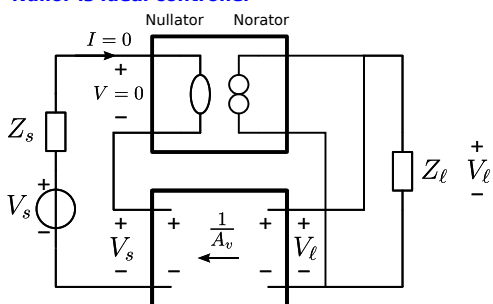 Nullor is ideal controller
Nullator Norator
I = 0
+
V = 0
−
Z_s
+
V_s
−
Z_ℓ
+
V_ℓ
−
+ + 1/A_v + +
V_s V_ℓ
− − − −